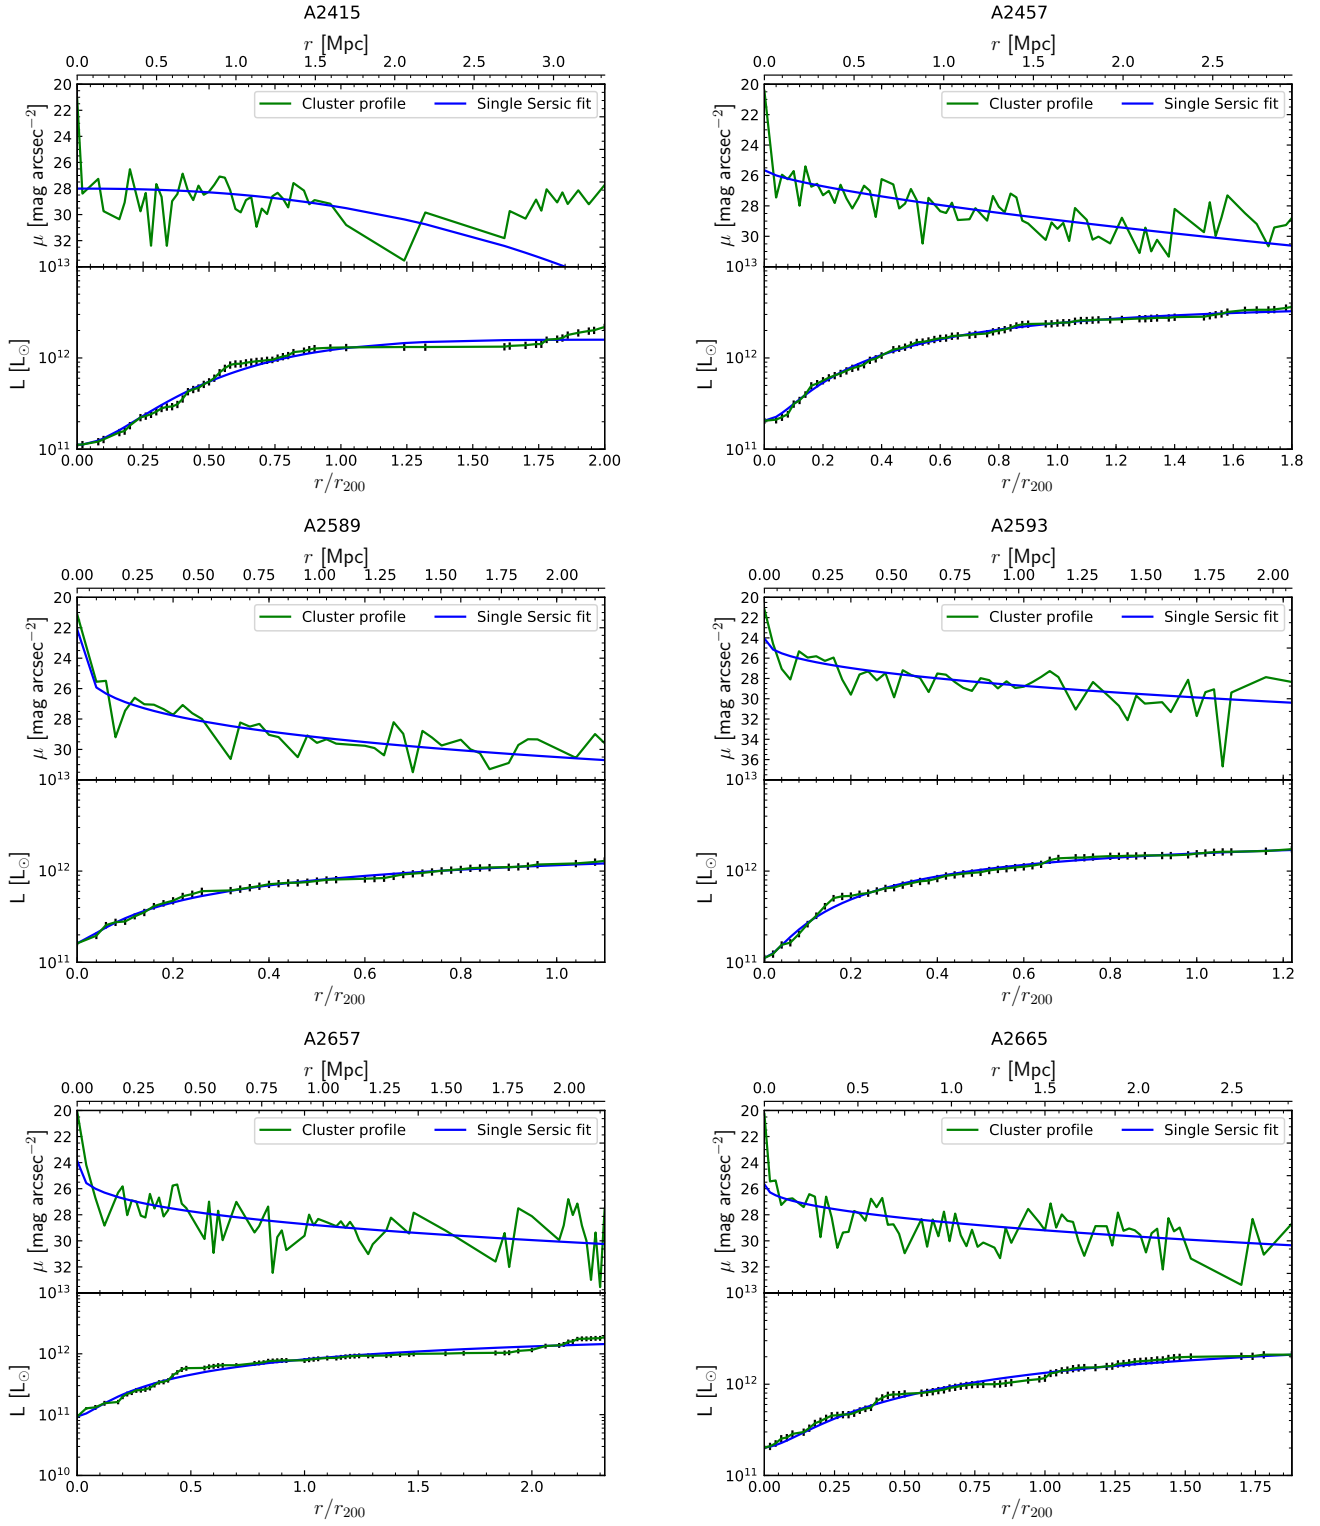 A2415
r [Mpc]
0.0 0.5 1.0 1.5 2.0 2.5 3.0
20
22
24
26
28
30
32
μ [mag arcsec⁻²]
Cluster profile Single Sersic fit
10¹³
10¹²
10¹¹
L [L⊙]
0.00 0.25 0.50 0.75 1.00 1.25 1.50 1.75 2.00
r/r₂₀₀
A2457
r [Mpc]
0.0 0.5 1.0 1.5 2.0 2.5
20
22
24
26
28
30
μ [mag arcsec⁻²]
Cluster profile Single Sersic fit
10¹³
10¹²
10¹¹
L [L⊙]
0.0 0.2 0.4 0.6 0.8 1.0 1.2 1.4 1.6 1.8
r/r₂₀₀
A2589
r [Mpc]
0.00 0.25 0.50 0.75 1.00 1.25 1.50 1.75 2.00
20
22
24
26
28
30
μ [mag arcsec⁻²]
Cluster profile Single Sersic fit
10¹³
10¹²
10¹¹
L [L⊙]
0.0 0.2 0.4 0.6 0.8 1.0
r/r₂₀₀
A2593
r [Mpc]
0.00 0.25 0.50 0.75 1.00 1.25 1.50 1.75 2.00
20
22
24
26
28
30
32
34
36
μ [mag arcsec⁻²]
Cluster profile Single Sersic fit
10¹³
10¹²
10¹¹
L [L⊙]
0.0 0.2 0.4 0.6 0.8 1.0 1.2
r/r₂₀₀
A2657
r [Mpc]
0.00 0.25 0.50 0.75 1.00 1.25 1.50 1.75 2.00
20
22
24
26
28
30
32
μ [mag arcsec⁻²]
Cluster profile Single Sersic fit
10¹³
10¹²
10¹¹
10¹⁰
L [L⊙]
0.0 0.5 1.0 1.5 2.0
r/r₂₀₀
A2665
r [Mpc]
0.0 0.5 1.0 1.5 2.0 2.5
20
22
24
26
28
30
32
μ [mag arcsec⁻²]
Cluster profile Single Sersic fit
10¹³
10¹²
10¹¹
L [L⊙]
0.00 0.25 0.50 0.75 1.00 1.25 1.50 1.75
r/r₂₀₀